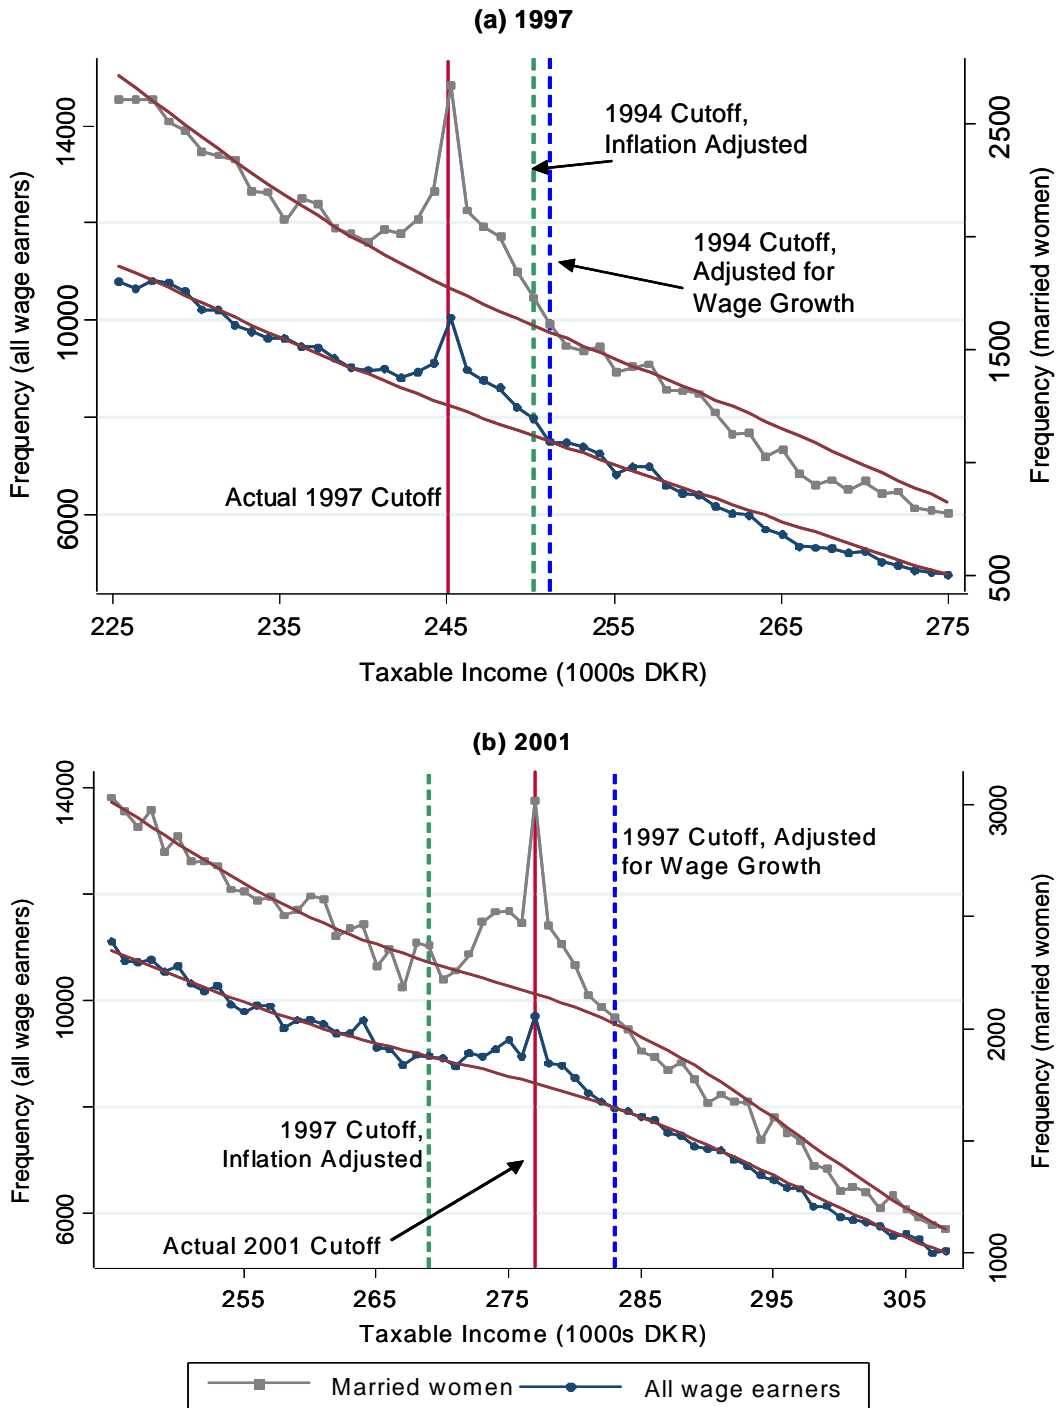 (a) 1997
Frequency (all wage earners)
14000
10000
6000
1994 Cutoff,
Inflation Adjusted
1994 Cutoff,
Adjusted for
Wage Growth
Actual 1997 Cutoff
2500
1500
500
Frequency (married women)
225
235
245
255
265
275
Taxable Income (1000s DKR)
(b) 2001
Frequency (all wage earners)
14000
10000
6000
1997 Cutoff, Adjusted
for Wage Growth
1997 Cutoff,
Inflation Adjusted
Actual 2001 Cutoff
3000
2000
1000
Frequency (married women)
255
265
275
285
295
305
Taxable Income (1000s DKR)
Married women
All wage earners